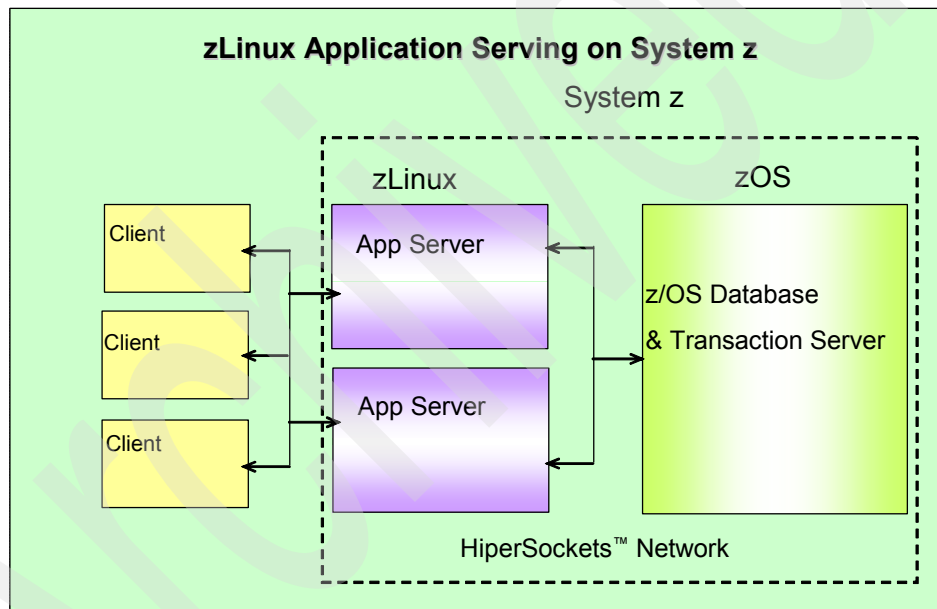 zLinux Application Serving on System z
System z
zLinux
zOS
Client
Client
Client
App Server
App Server
z/OS Database
& Transaction Server
HiperSockets™ Network